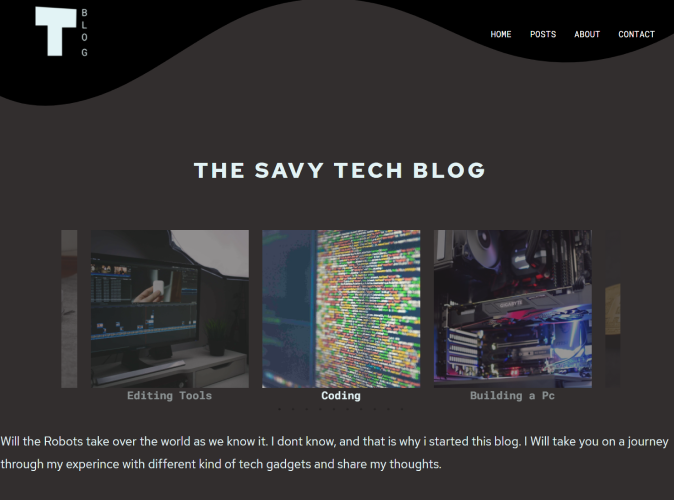 T BLOG
HOME POSTS ABOUT CONTACT
THE SAVY TECH BLOG
Editing Tools Coding Building a Pc
Will the Robots take over the world as we know it. I dont know, and that is why i started this blog. I Will take you on a journey
through my experince with different kind of tech gadgets and share my thoughts.